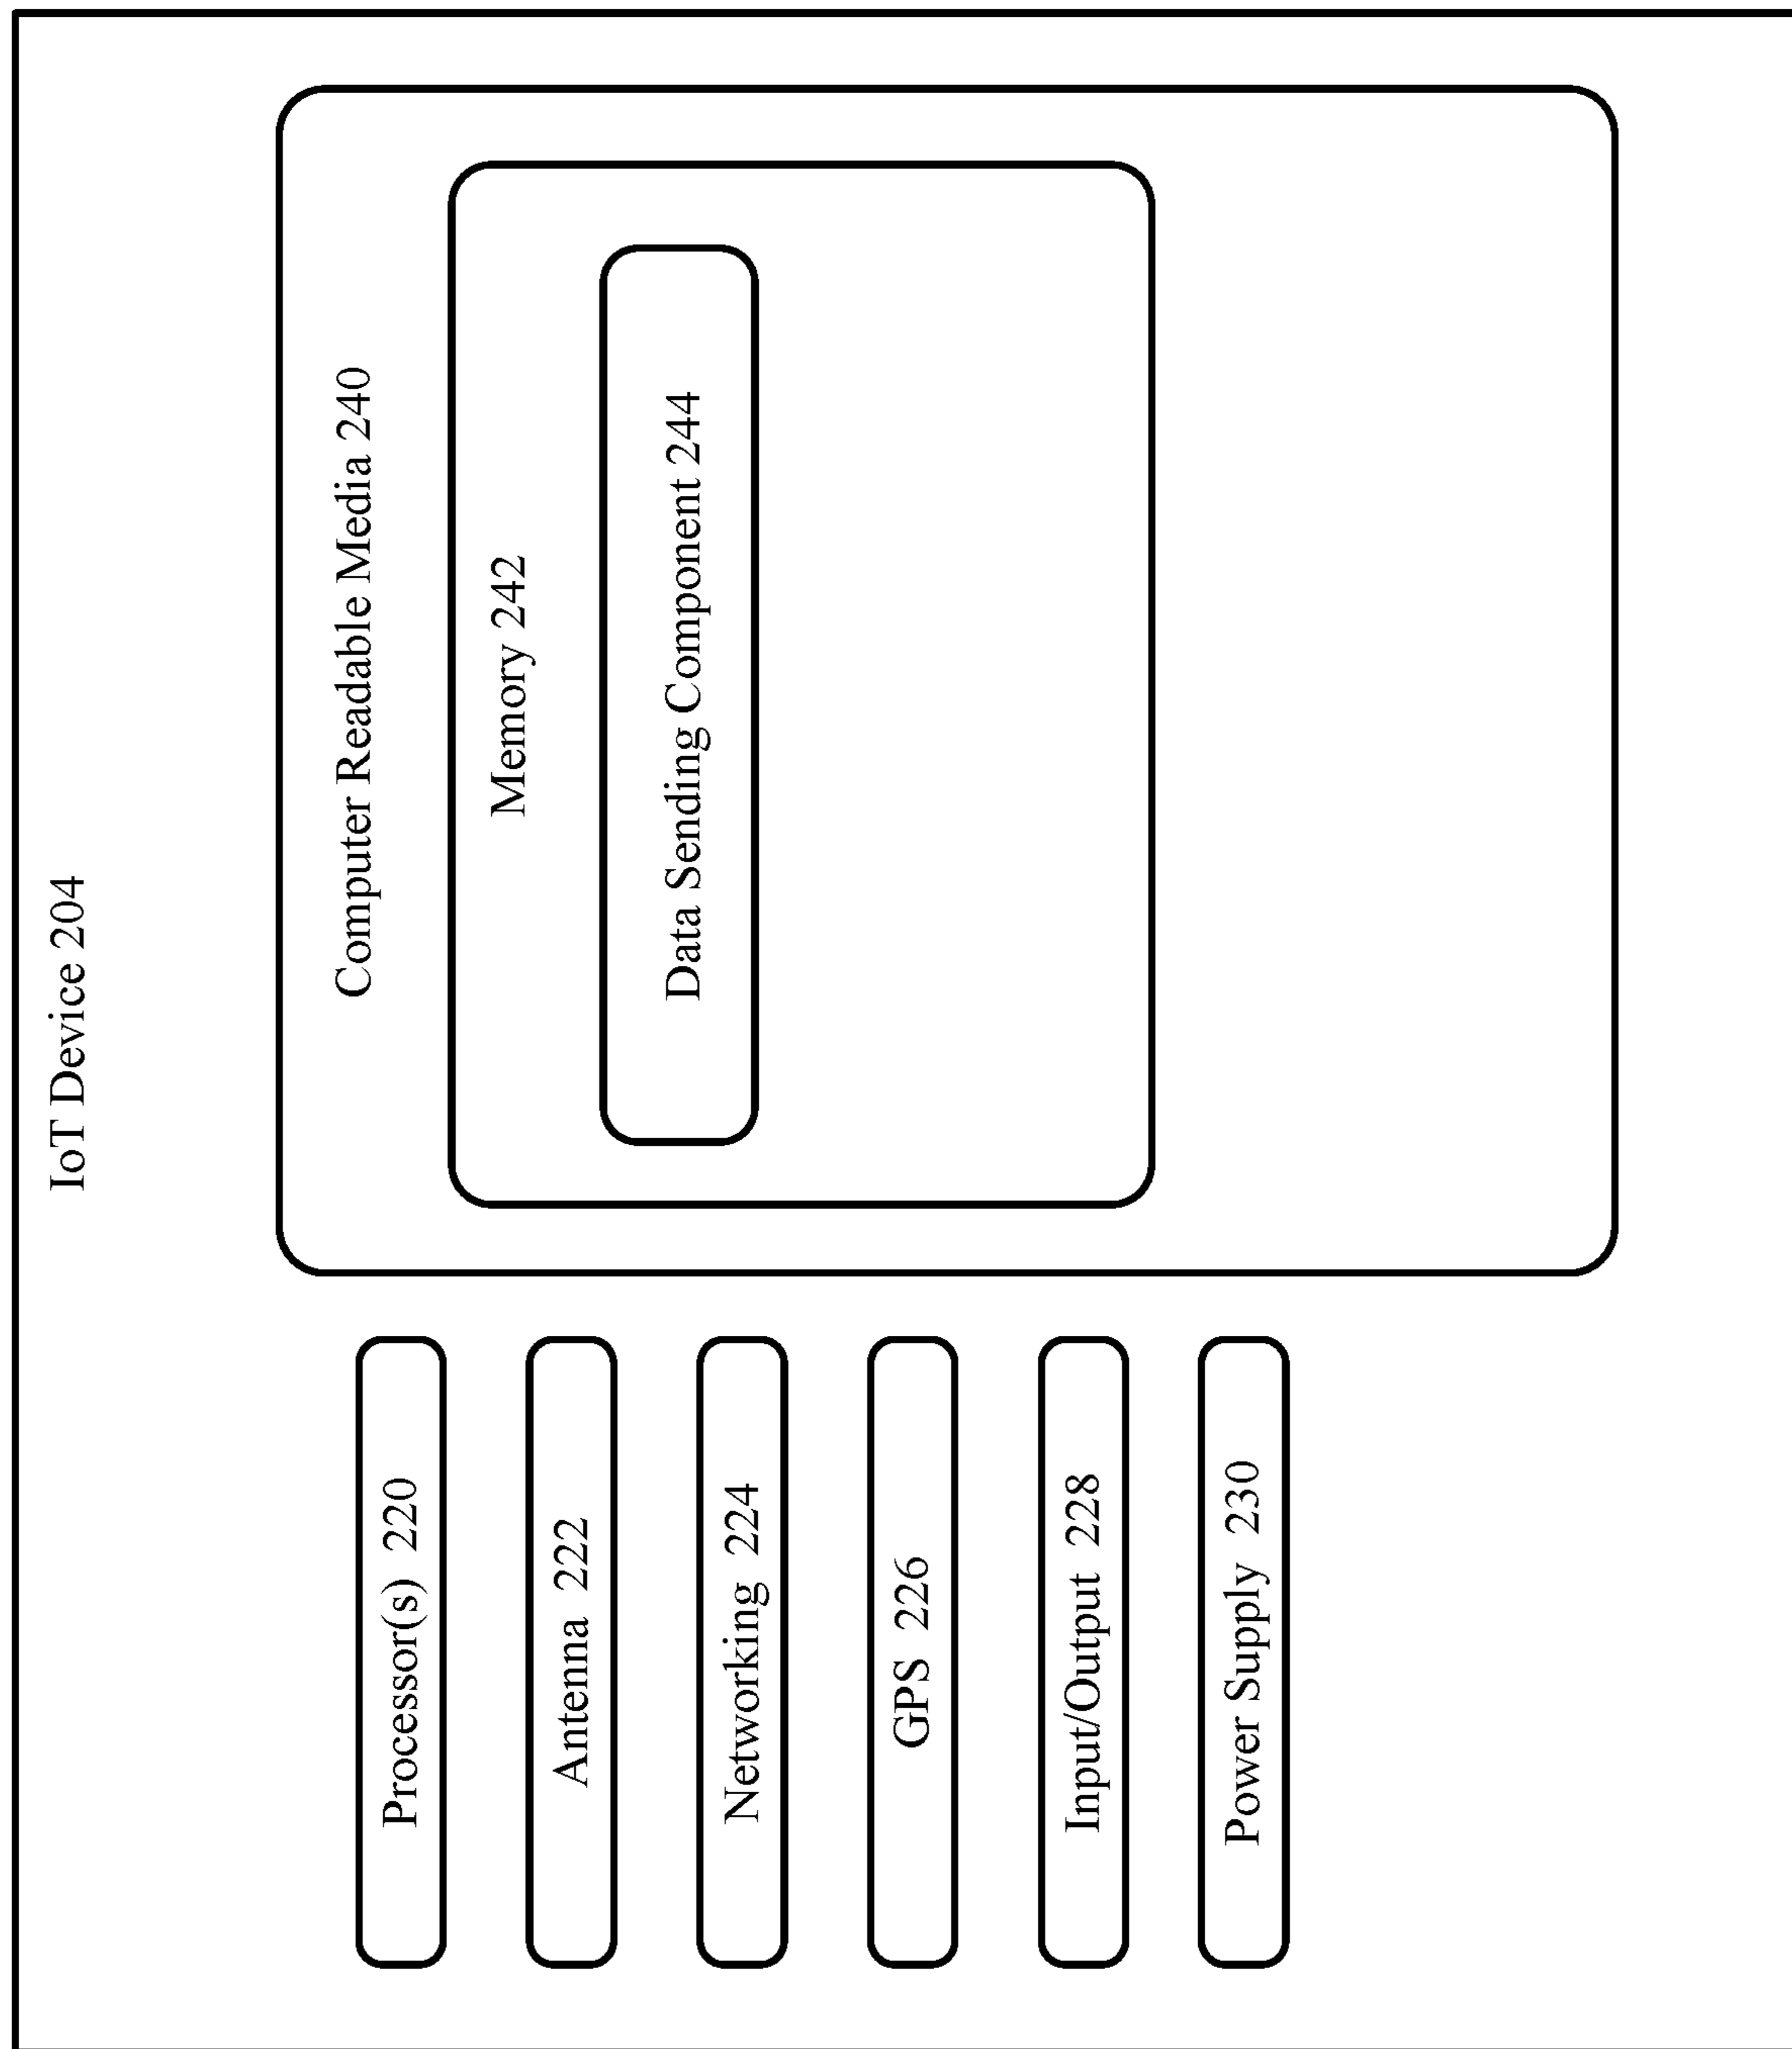 IoT Device 204
Processor(s) 220
Antenna 222
Networking 224
GPS 226
Input/Output 228
Power Supply 230
Computer Readable Media 240
Memory 242
Data Sending Component 244